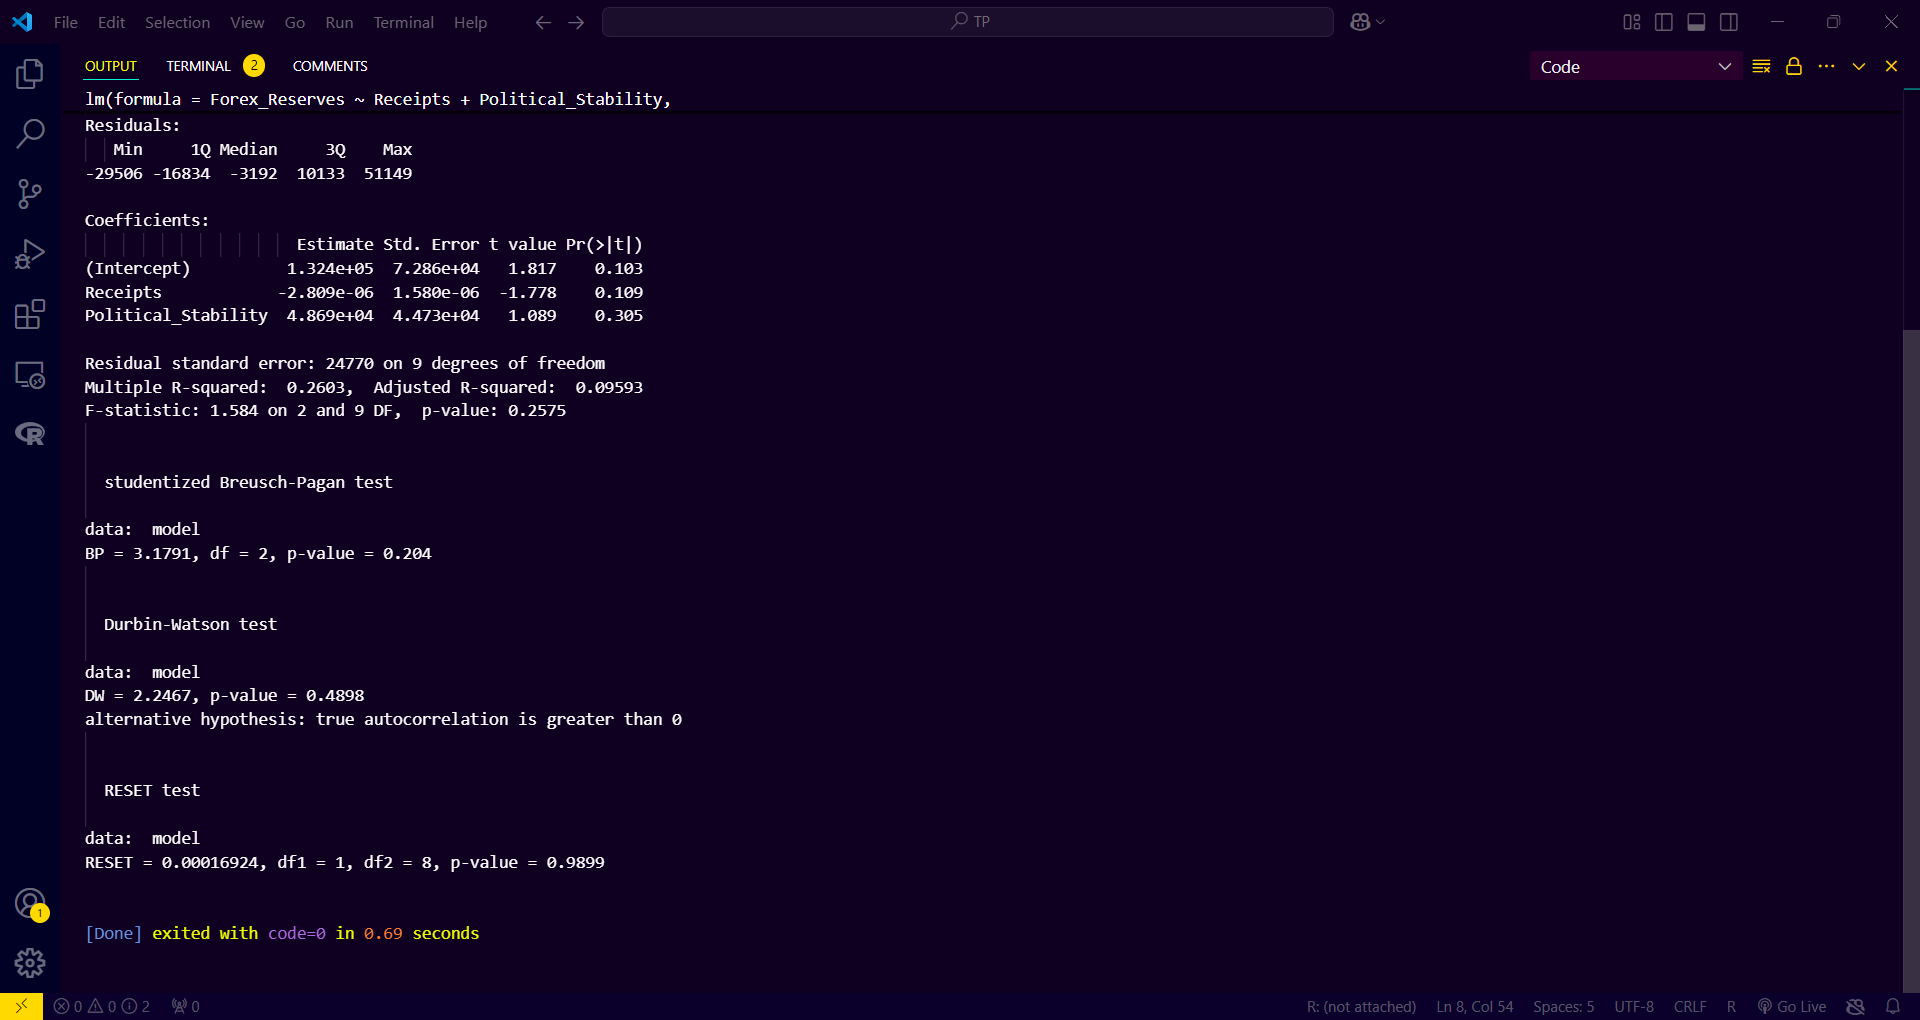 File Edit Selection View Go Run Terminal Help TP
OUTPUT TERMINAL 2 COMMENTS Code
lm(formula = Forex_Reserves ~ Receipts + Political_Stability,
Residuals:
Min 1Q Median 3Q Max
-29506 -16834 -3192 10133 51149
Coefficients:
Estimate Std. Error t value Pr(>|t|)
(Intercept) 1.324e+05 7.286e+04 1.817 0.103
Receipts -2.809e-06 1.580e-06 -1.778 0.109
Political_Stability 4.869e+04 4.473e+04 1.089 0.305
Residual standard error: 24770 on 9 degrees of freedom
Multiple R-squared: 0.2603, Adjusted R-squared: 0.09593
F-statistic: 1.584 on 2 and 9 DF, p-value: 0.2575
studentized Breusch-Pagan test
data: model
BP = 3.1791, df = 2, p-value = 0.204
Durbin-Watson test
data: model
DW = 2.2467, p-value = 0.4898
alternative hypothesis: true autocorrelation is greater than 0
RESET test
data: model
RESET = 0.00016924, df1 = 1, df2 = 8, p-value = 0.9899
1
[Done] exited with code=0 in 0.69 seconds
0 0 2 0 R: (not attached) Ln 8, Col 54 Spaces: 5 UTF-8 CRLF R Go Live